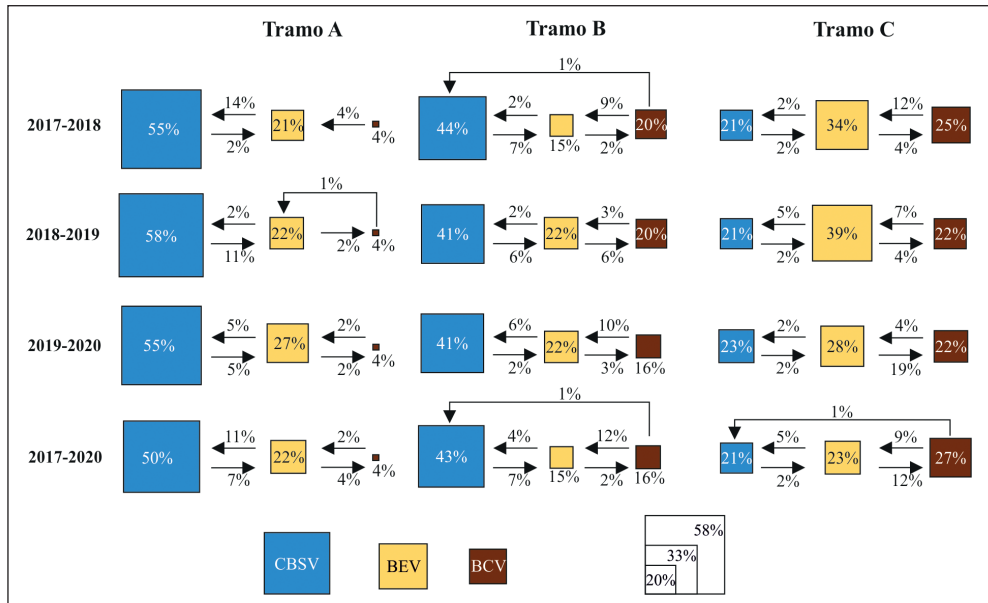 Tramo A Tramo B Tramo C
1%
14% 4% 2% 9% 2% 12%
2017-2018 55% 21% 4% 44% 15% 20% 21% 34% 25%
2% 7% 2% 2% 4%
1%
2% 2% 3% 5% 7%
2018-2019 58% 22% 4% 41% 22% 20% 21% 39% 22%
11% 2% 6% 6% 2% 4%
5% 2% 6% 10% 2% 4%
2019-2020 55% 27% 4% 41% 22% 16% 23% 28% 22%
5% 2% 2% 3% 2% 19%
1% 1%
11% 2% 4% 12% 5% 9%
2017-2020 50% 22% 4% 43% 15% 16% 21% 23% 27%
7% 4% 7% 2% 2% 12%
CBSV BEV BCV
58%
33%
20%